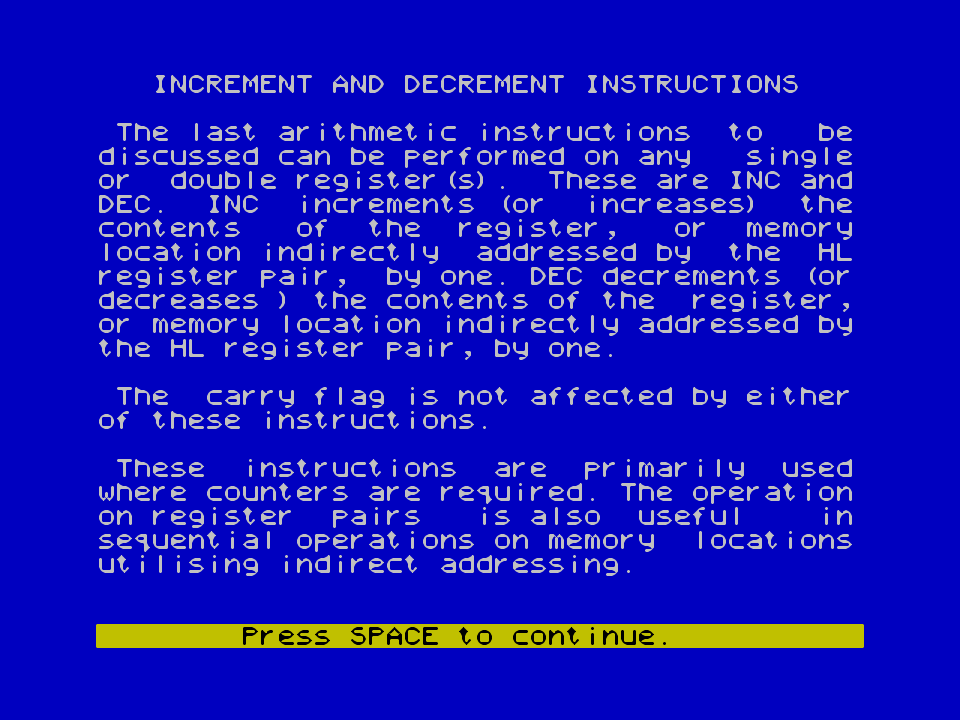 INCREMENT AND DECREMENT INSTRUCTIONS
The last arithmetic instructions to be
discussed can be performed on any single
or double register(s). These are INC and
DEC. INC increments (or increases) the
contents of the register, or memory
location indirectly addressed by the HL
register pair, by one. DEC decrements (or
decreases ) the contents of the register,
or memory location indirectly addressed by
the HL register pair, by one.
The carry flag is not affected by either
of these instructions.
These instructions are primarily used
where counters are required. The operation
on register pairs is also useful in
sequential operations on memory locations
utilising indirect addressing.
Press SPACE to continue.